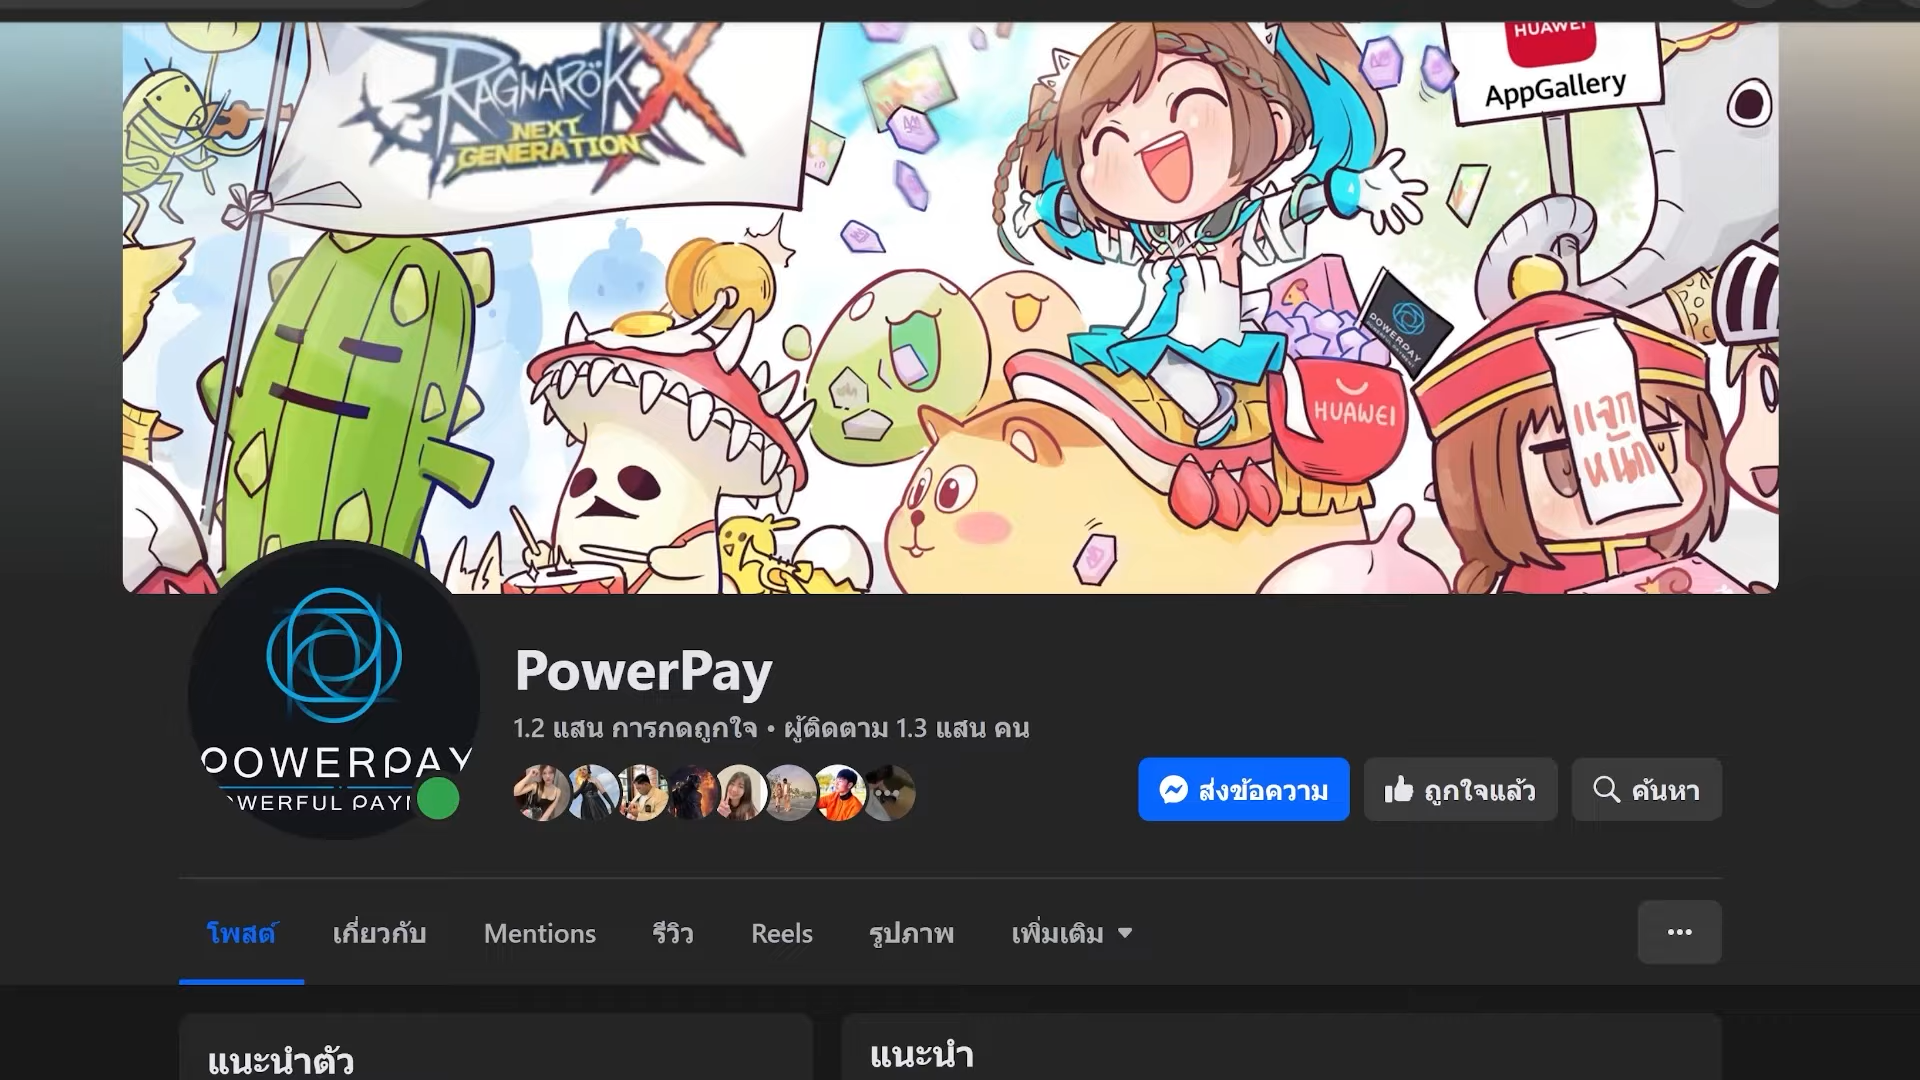 RAGNARÖK X
NEXT
GENERATION
HUAWEI
AppGallery
POWERPAY
HUAWEI
แจก
หนัก
POWERPAY
PowerPay
1.2 แสน การกดถูกใจ • ผู้ติดตาม 1.3 แสน คน
ส่งข้อความ
ถูกใจแล้ว
ค้นหา
โพสต์
เกี่ยวกับ
Mentions
รีวิว
Reels
รูปภาพ
เพิ่มเติม
แนะนำตัว
แนะนำ